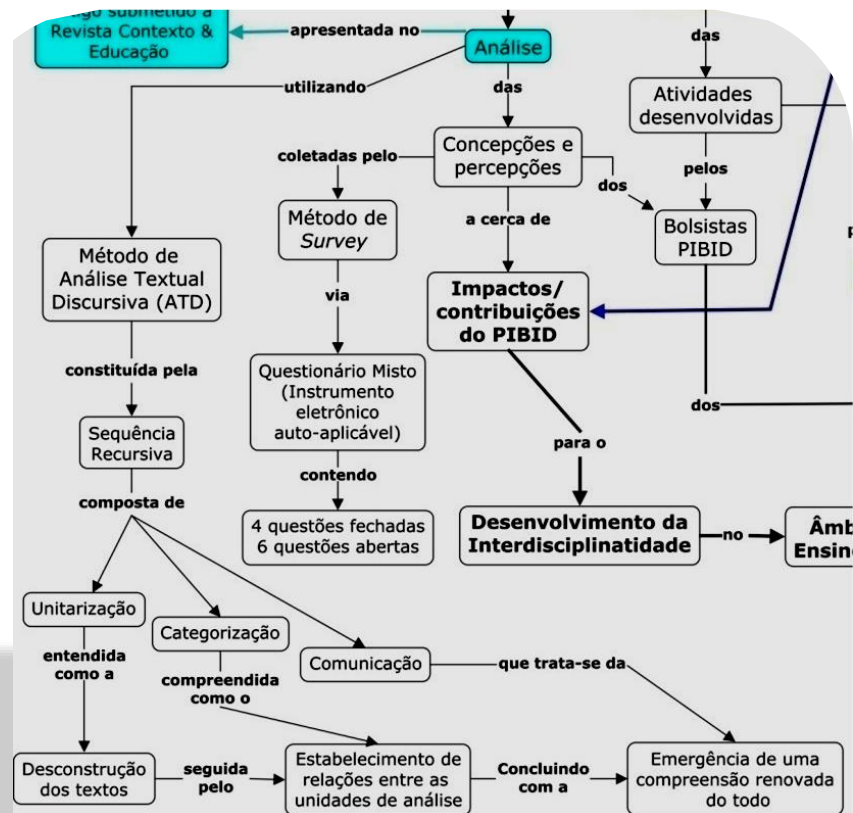 submetido a
Revista Contexto &
Educação
apresentada no
Análise
das
utilizando
das
Atividades
desenvolvidas
coletadas pelo
Concepções e
percepções
dos
pelos
Método de
Survey
a cerca de
Bolsistas
PIBID
Método de
Análise Textual
Discursiva (ATD)
via
Impactos/
contribuições
do PIBID
constituída pela
Questionário Misto
(Instrumento
eletrônico
auto-aplicável)
dos
Sequência
Recursiva
para o
contendo
composta de
4 questões fechadas
6 questões abertas
Desenvolvimento da
Interdisciplinatidade
no
Unitarização
Categorização
Comunicação
que trata-se da
entendida
como a
compreendida
como o
Desconstrução
dos textos
seguida
pelo
Estabelecimento de
relações entre as
unidades de análise
Concluindo
com a
Emergência de uma
compreensão renovada
do todo